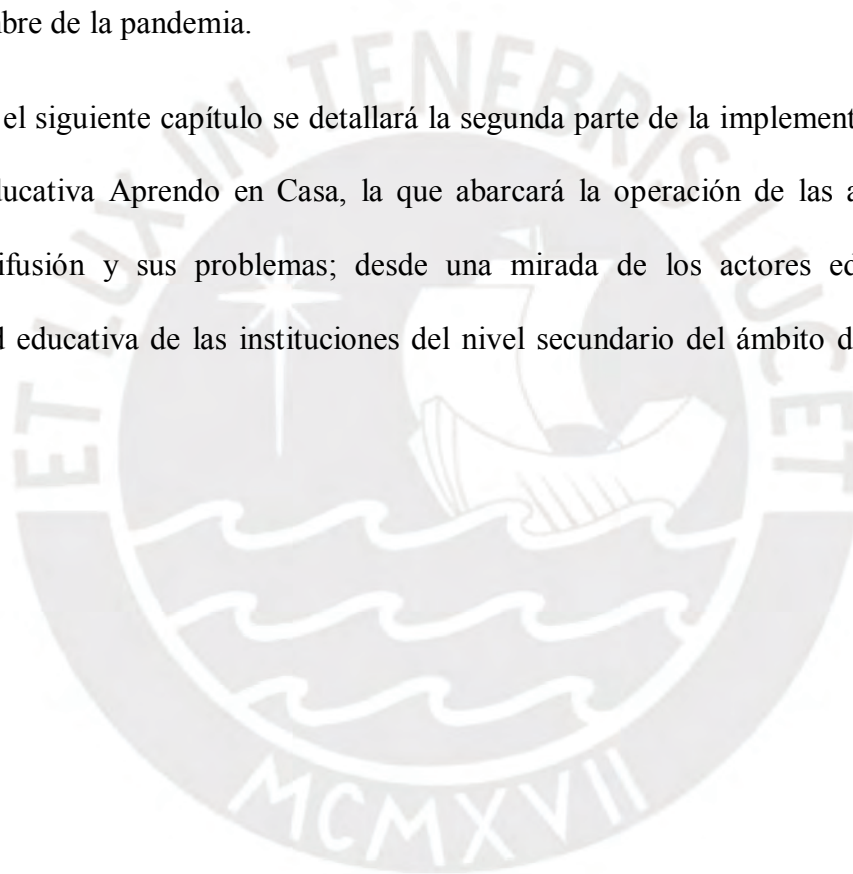 bre de la pandemia.
el siguiente capítulo se detallará la segunda parte de la implement
ucativa Aprendo en Casa, la que abarcará la operación de las a
ifusión y sus problemas; desde una mirada de los actores ed
d educativa de las instituciones del nivel secundario del ámbito d
ET LUX IN TENEBRIS LUCET
MCMXVII